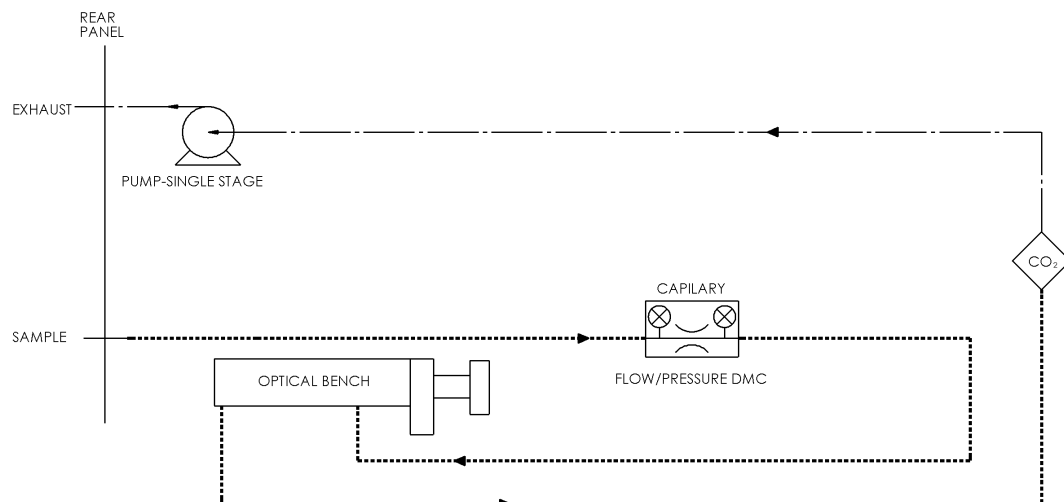 REAR
PANEL
EXHAUST
PUMP-SINGLE STAGE
CO₂
CAPILARY
SAMPLE
OPTICAL BENCH
FLOW/PRESSURE DMC